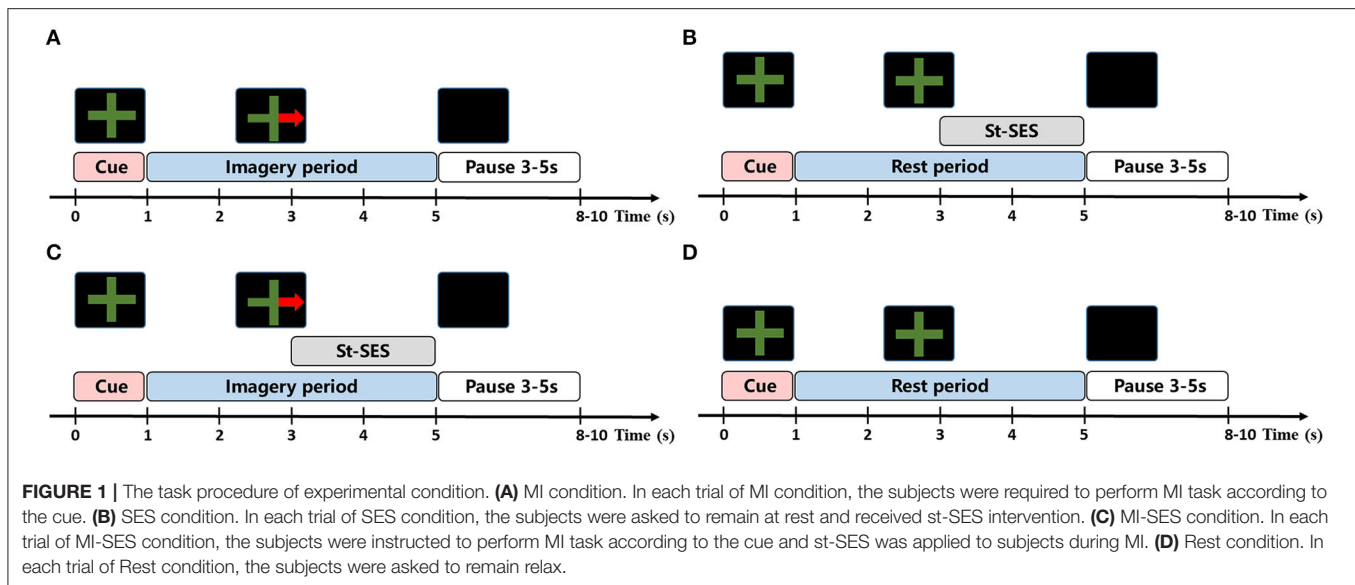 A
Cue
Imagery period
Pause 3-5s
0 1 2 3 4 5 8-10 Time (s)
B
St-SES
Cue
Rest period
Pause 3-5s
0 1 2 3 4 5 8-10 Time (s)
C
St-SES
Cue
Imagery period
Pause 3-5s
0 1 2 3 4 5 8-10 Time (s)
D
Cue
Rest period
Pause 3-5s
0 1 2 3 4 5 8-10 Time (s)
FIGURE 1 | The task procedure of experimental condition. (A) MI condition. In each trial of MI condition, the subjects were required to perform MI task according to
the cue. (B) SES condition. In each trial of SES condition, the subjects were asked to remain at rest and received st-SES intervention. (C) MI-SES condition. In each
trial of MI-SES condition, the subjects were instructed to perform MI task according to the cue and st-SES was applied to subjects during MI. (D) Rest condition. In
each trial of Rest condition, the subjects were asked to remain relax.